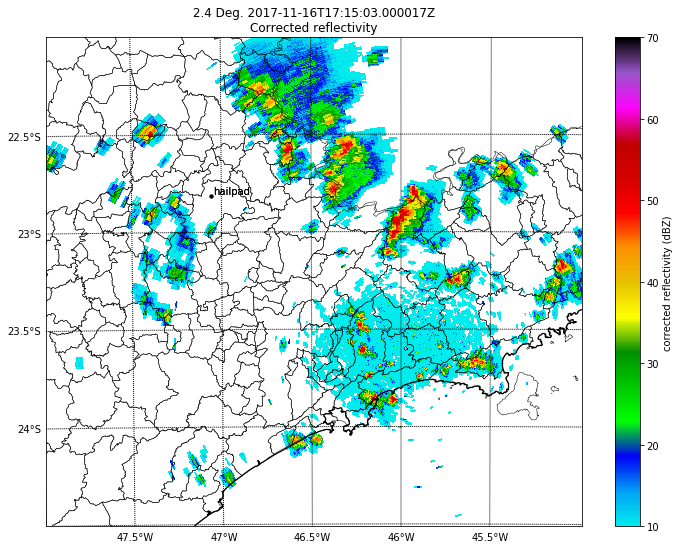 2.4 Deg. 2017-11-16T17:15:03.000017Z
Corrected reflectivity
22.5°S
23°S
23.5°S
24°S
hailpad
47.5°W
47°W
46.5°W
46°W
45.5°W
70
60
50
40
30
20
10
corrected reflectivity (dBZ)